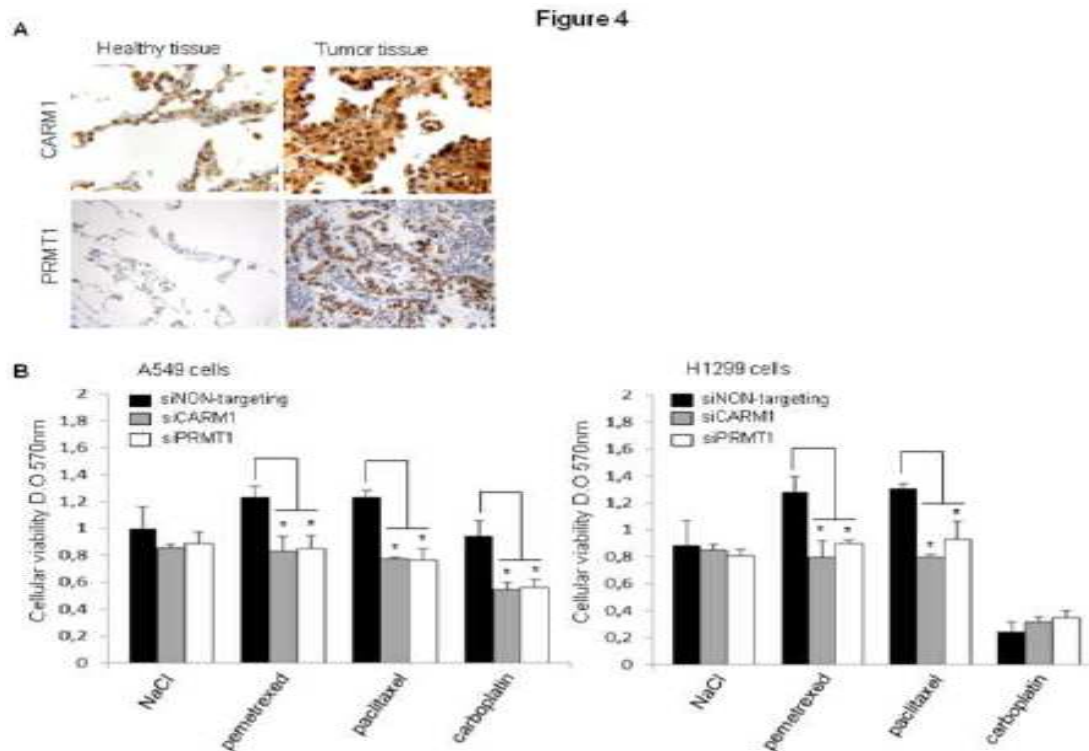 Figure 4
A
Healthy tissue
Tumor tissue
CARM1
PRMT1
B
A549 cells
siNON-targeting
siCARM1
siPRMT1
Cellular viability D.O 570nm
2
1,8
1,6
1,4
1,2
1
0,8
0,6
0,4
0,2
0
* *
* *
* *
NaCl
pemetrexed
paclitaxel
carboplatin
H1299 cells
siNON-targeting
siCARM1
siPRMT1
Cellular viability D.O 570nm
2
1,8
1,6
1,4
1,2
1
0,8
0,6
0,4
0,2
0
* *
* *
NaCl
pemetrexed
paclitaxel
carboplatin